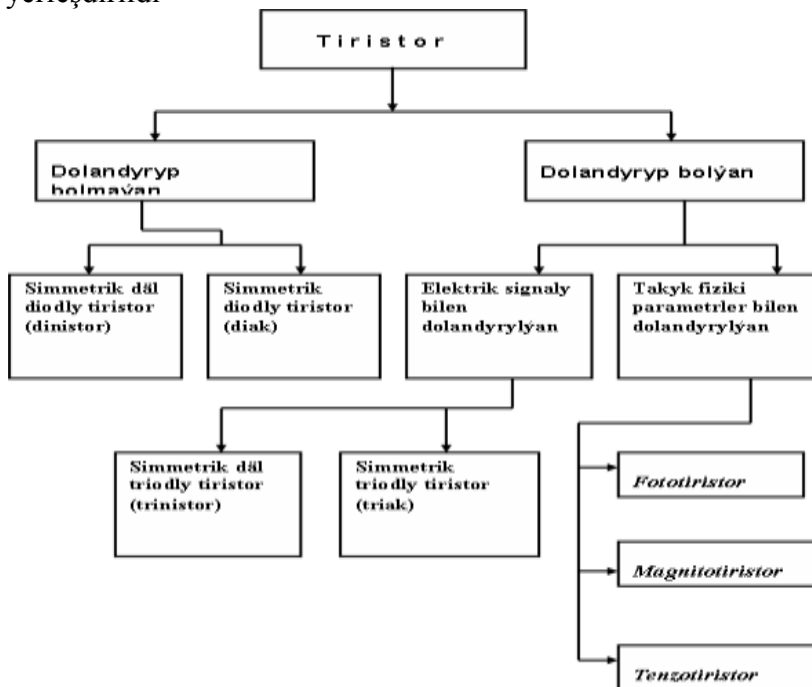 ýerleşdirildi
Tiristor
Dolandyryp
bolmaýan
Dolandyryp bolýan
Simmetrik däl
diodly tiristor
(dinistor)
Simmetrik
diodly tiristor
(diak)
Elektrik signaly
bilen
dolandyrylýan
Takyk fiziki
parametrler bilen
dolandyrylýan
Simmetrik däl
triodly tiristor
(trinistor)
Simmetrik
triodly tiristor
(triak)
Fototiristor
Magnitotiristor
Tenzotiristor